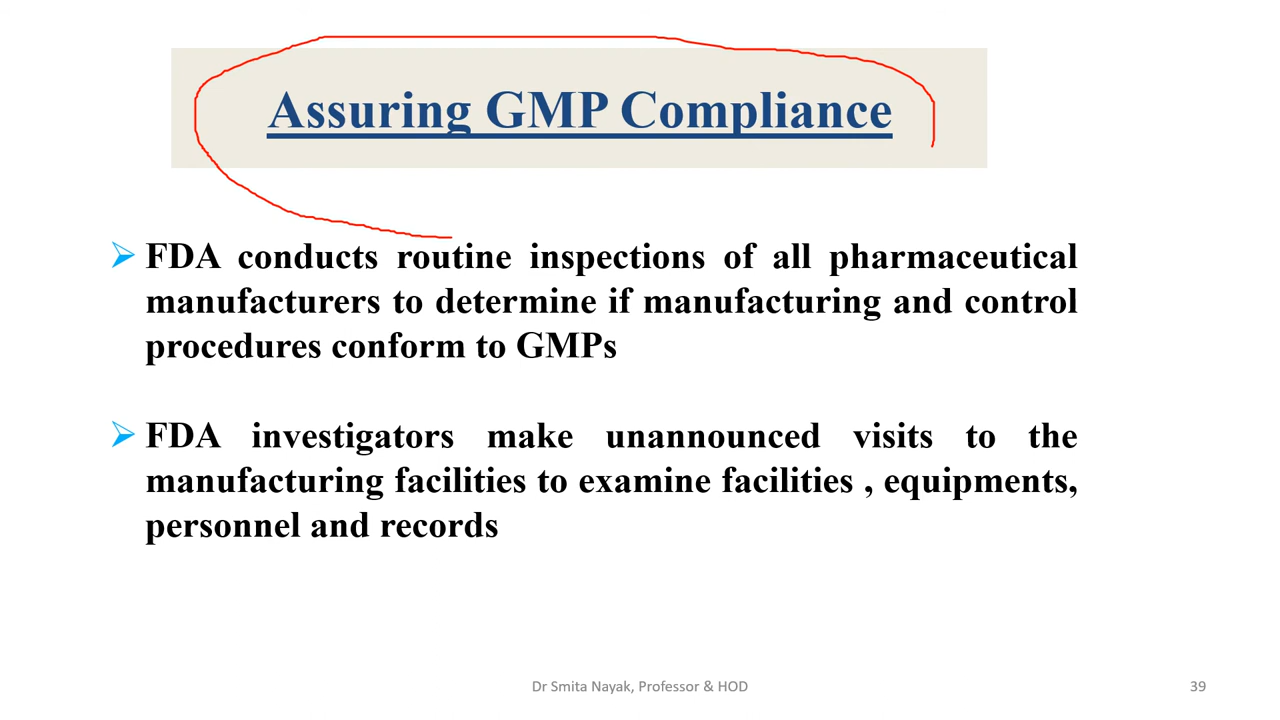 Assuring GMP Compliance
➢ FDA conducts routine inspections of all pharmaceutical
manufacturers to determine if manufacturing and control
procedures conform to GMPs
➢ FDA investigators make unannounced visits to the
manufacturing facilities to examine facilities , equipments,
personnel and records
Dr Smita Nayak, Professor & HOD
39